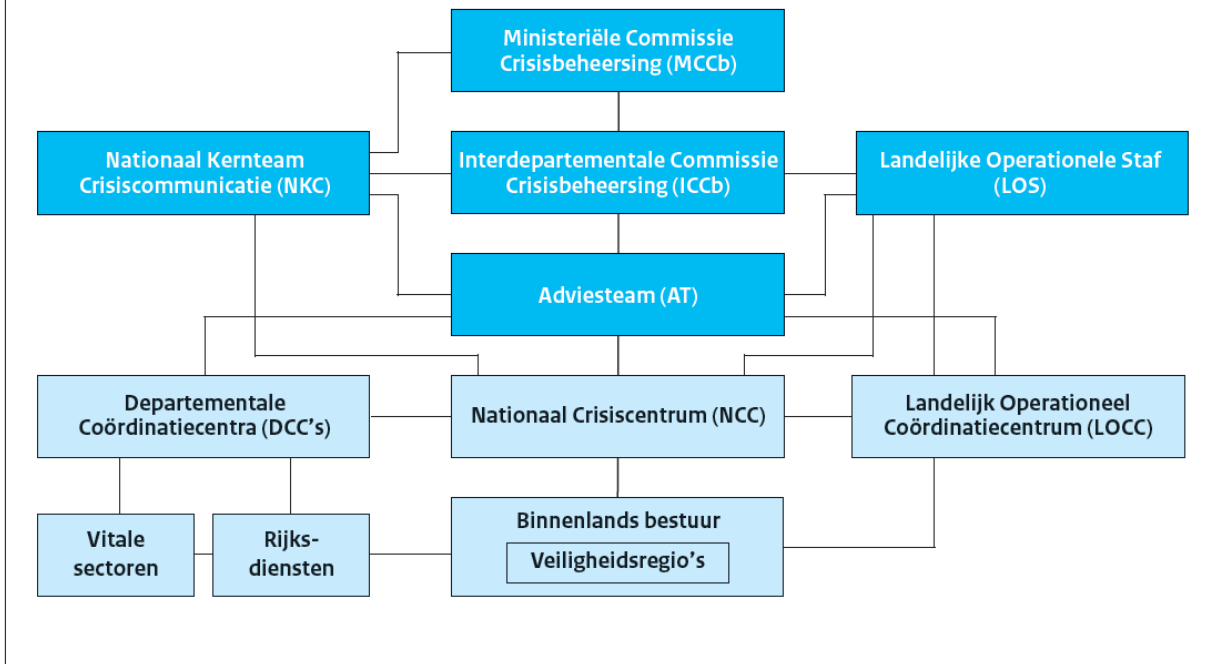 Ministeriële Commissie
Crisisbeheersing (MCCb)
Nationaal Kernteam
Crisiscommunicatie (NKC)
Interdepartementale Commissie
Crisisbeheersing (ICCb)
Landelijke Operationele Staf
(LOS)
Adviesteam (AT)
Departementale
Coördinatiecentra (DCC’s)
Nationaal Crisiscentrum (NCC)
Landelijk Operationeel
Coördinatiecentrum (LOCC)
Vitale
sectoren
Rijks-
diensten
Binnenlands bestuur
Veiligheidsregio’s